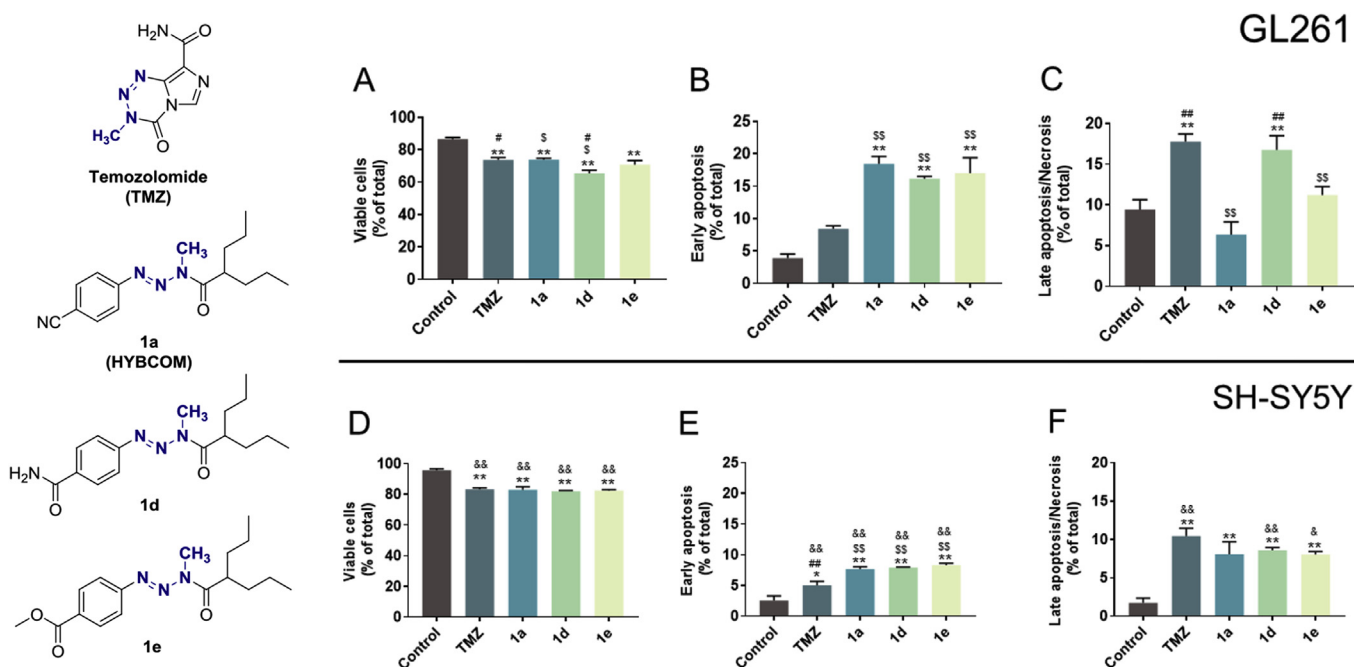 GL261
H₂N
O
N
N
N
N
N
H₃C
O
Temozolomide
(TMZ)
NC
N
N
N
CH₃
O
1a
(HYBCOM)
H₂N
O
N
N
N
CH₃
O
1d
O
O
N
N
N
CH₃
O
1e
A
Viable cells
(% of total)
100
80
60
40
20
0
#
**
$
**
#
$
**
**
Control
TMZ
1a
1d
1e
B
Early apoptosis
(% of total)
25
20
15
10
5
0
$$
**
$$
**
$$
**
Control
TMZ
1a
1d
1e
C
Late apoptosis/Necrosis
(% of total)
20
15
10
5
0
##
**
$$
##
**
$$
Control
TMZ
1a
1d
1e
SH-SY5Y
D
Viable cells
(% of total)
100
80
60
40
20
0
&&
**
&&
**
&&
**
&&
**
Control
TMZ
1a
1d
1e
E
Early apoptosis
(% of total)
25
20
15
10
5
0
&&
##
*
&&
$$
**
&&
$$
**
&&
$$
**
Control
TMZ
1a
1d
1e
F
Late apoptosis/Necrosis
(% of total)
20
15
10
5
0
&&
**
**
&&
**
&
**
Control
TMZ
1a
1d
1e